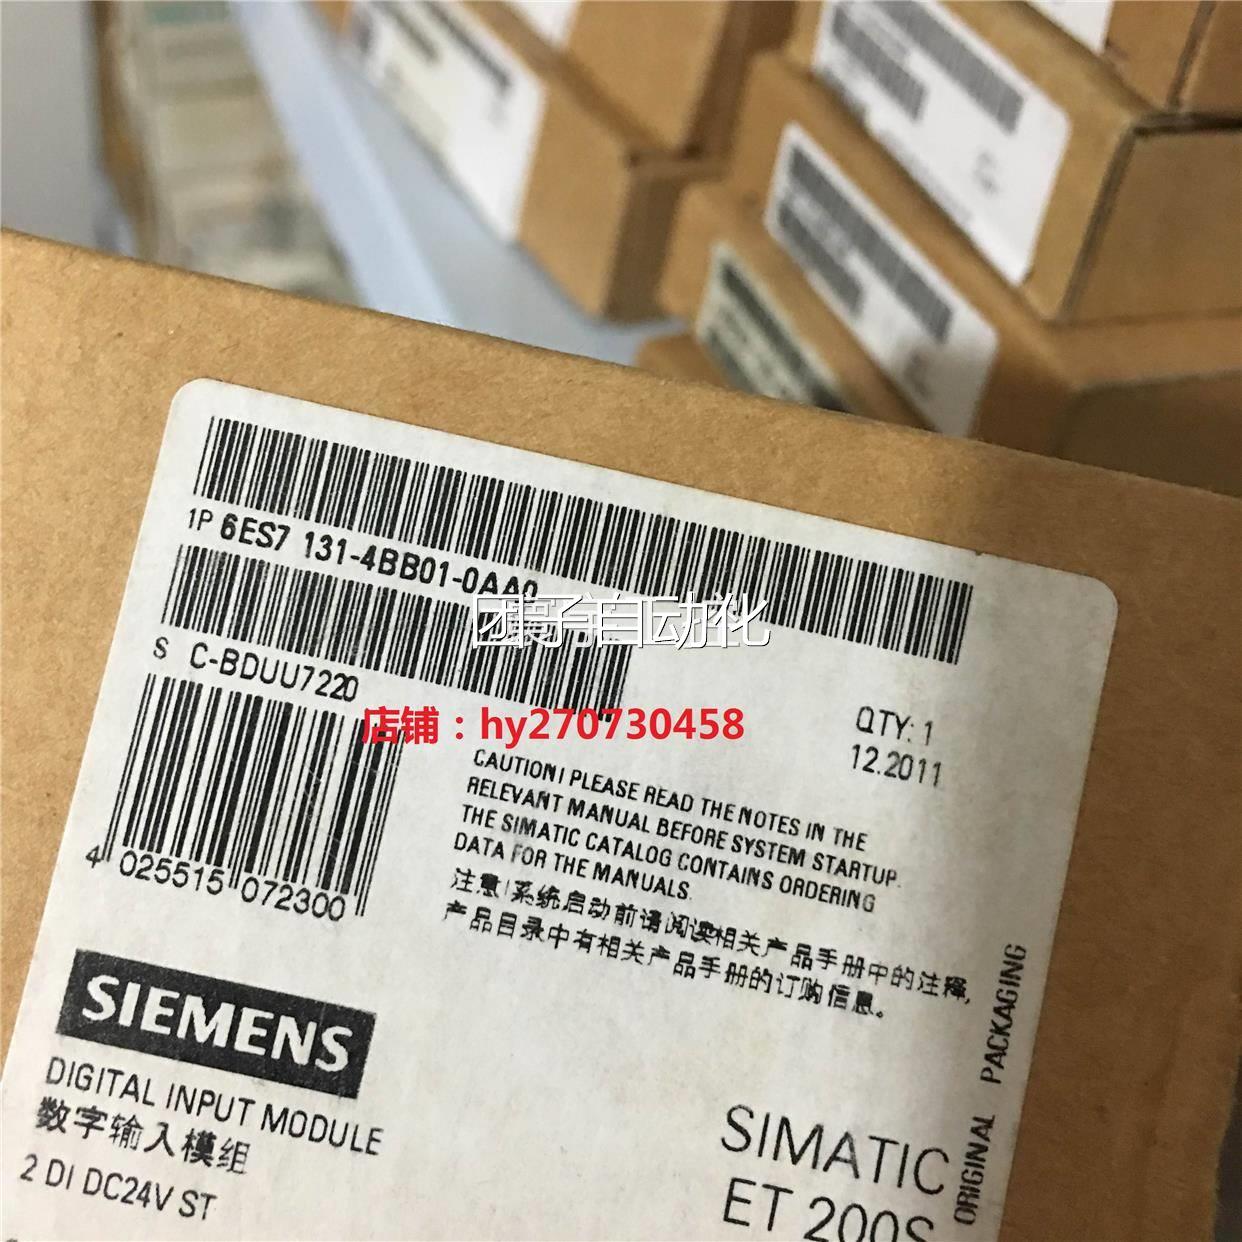 1P 6ES7 131-4BB01-0AA0
S C-BDUU7220
店铺：hy270730458
QTY: 1
12.2011
4 025515 072300
CAUTION! PLEASE READ THE NOTES IN THE
RELEVANT MANUAL BEFORE SYSTEM STARTUP.
THE SIMATIC CATALOG CONTAINS ORDERING
DATA FOR THE MANUALS.
注意!系统启动前请阅读相关产品手册中的注释,
产品目录中有相关产品手册的订购信息。
SIEMENS
DIGITAL INPUT MODULE
数字输入模组
2 DI DC24V ST
SIMATIC
ET 200S
ORIGINAL PACKAGING